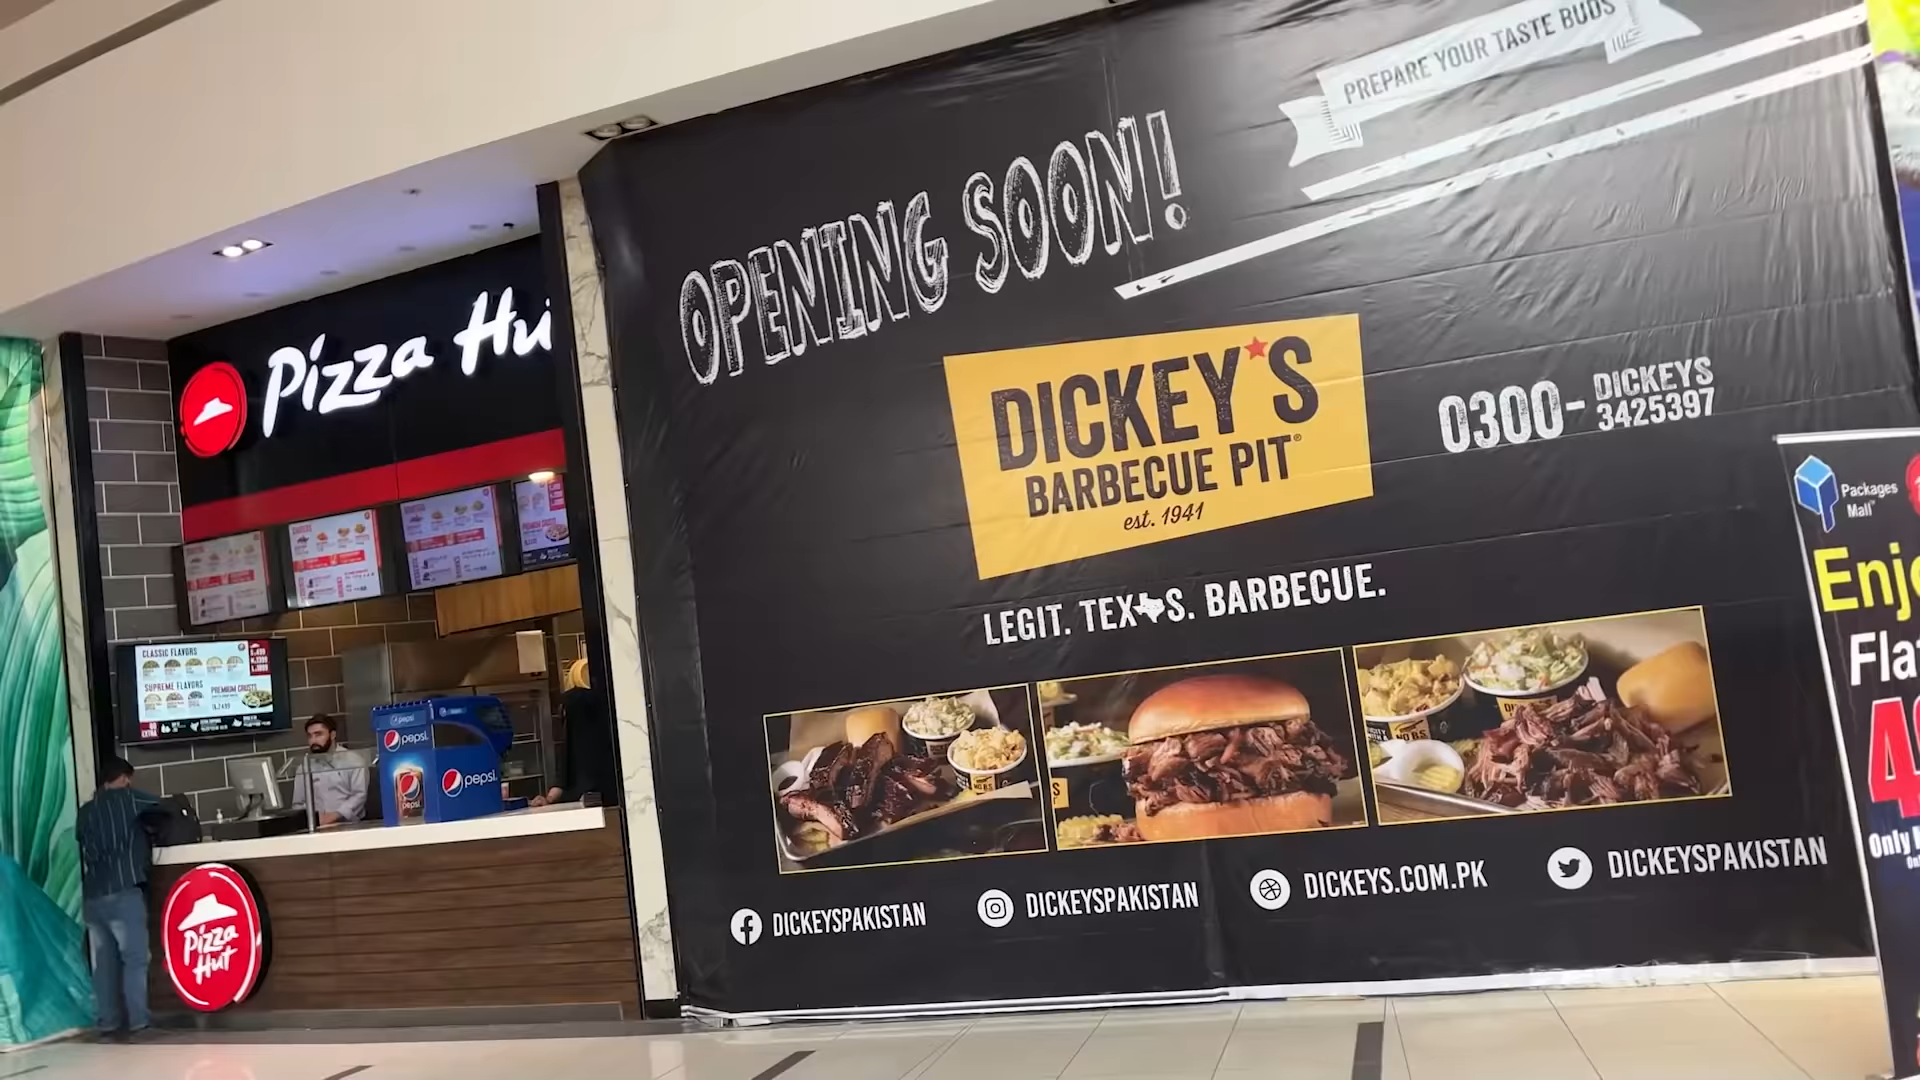 Pizza Hu
CLASSIC FLAVORS
SUPREME FLAVORS
PREMIUM CRUSTS
pepsi
pepsi
pepsi
Pizza
Hut
PREPARE YOUR TASTE BUDS
OPENING SOON!
DICKEY'S
BARBECUE PIT®
est. 1941
0300-
DICKEYS
3425397
LEGIT. TEXAS. BARBECUE.
DICKEYSPAKISTAN
DICKEYSPAKISTAN
DICKEYS.COM.PK
DICKEYSPAKISTAN
Packages
Mall™
Enj
Fla
4
Only